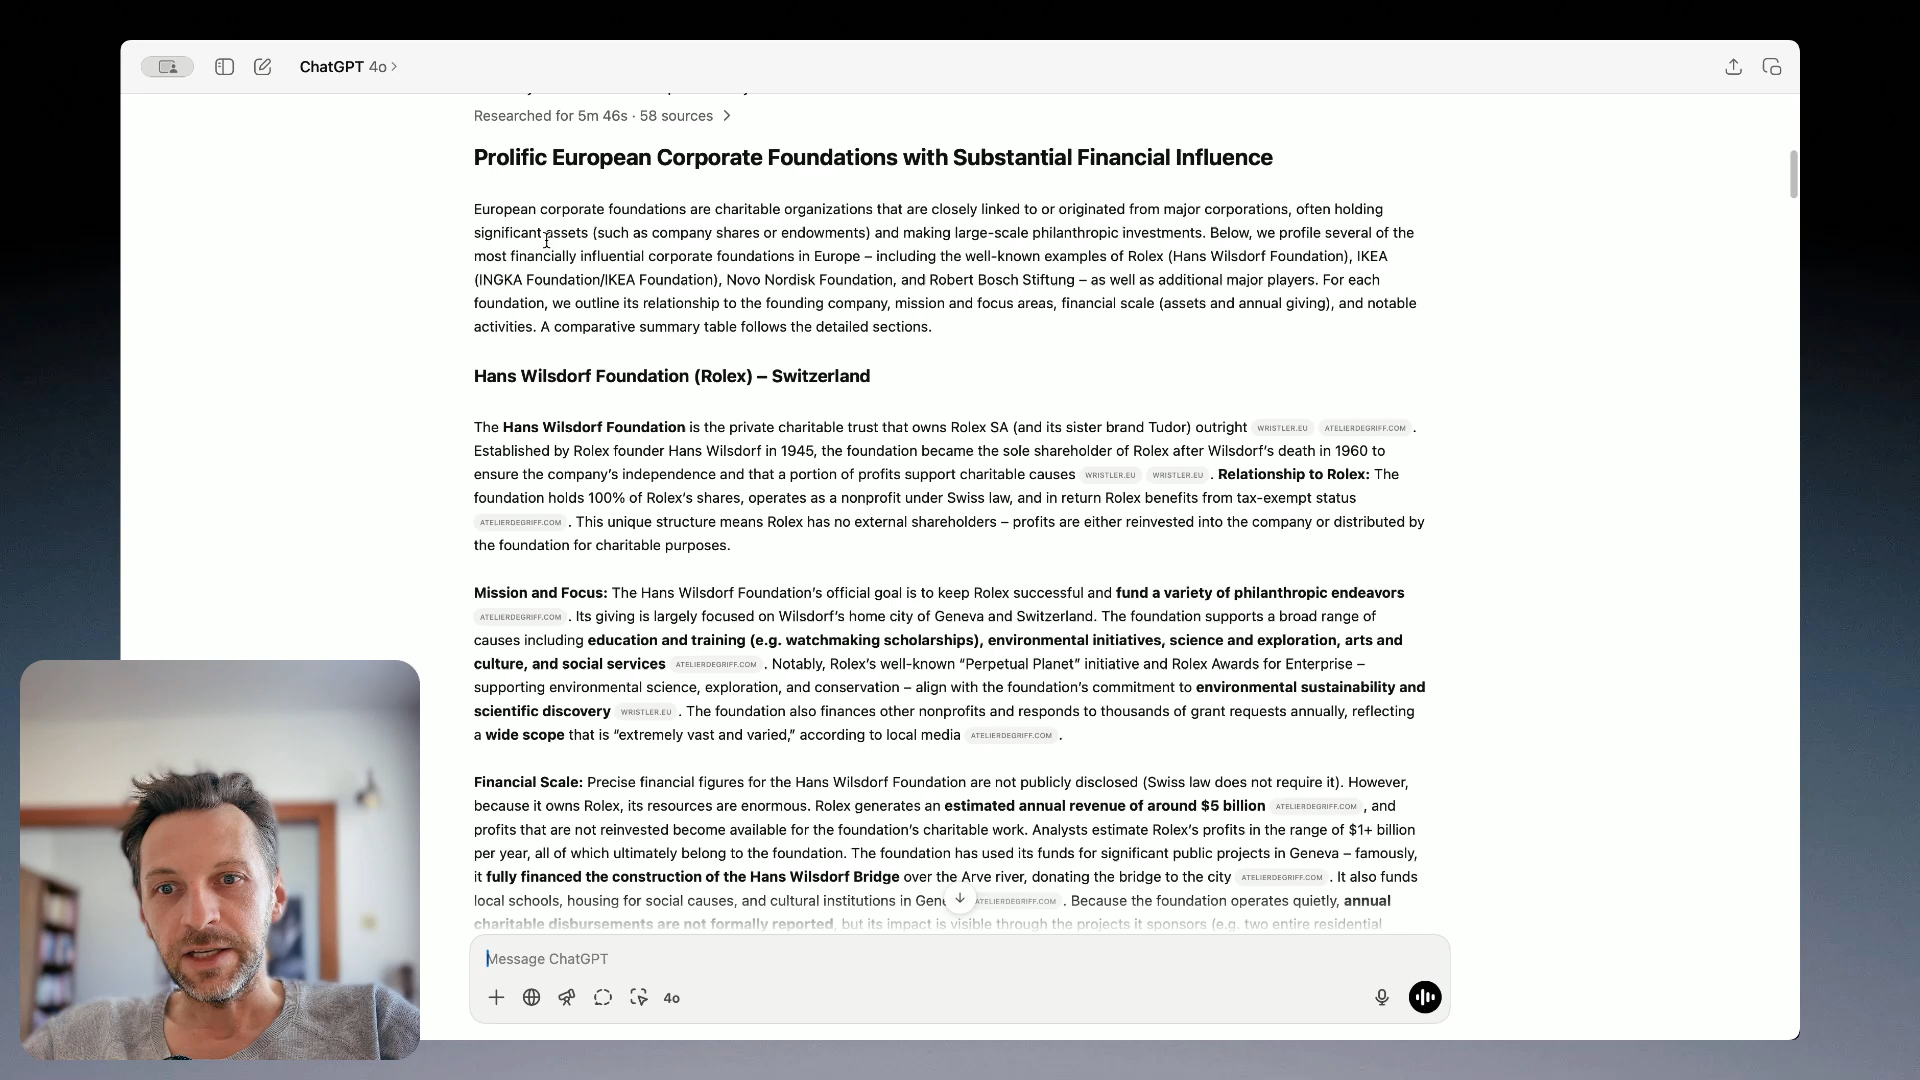 ChatGPT 4o >
Researched for 5m 46s · 58 sources >
Prolific European Corporate Foundations with Substantial Financial Influence
European corporate foundations are charitable organizations that are closely linked to or originated from major corporations, often holding
significant assets (such as company shares or endowments) and making large-scale philanthropic investments. Below, we profile several of the
most financially influential corporate foundations in Europe – including the well-known examples of Rolex (Hans Wilsdorf Foundation), IKEA
(INGKA Foundation/IKEA Foundation), Novo Nordisk Foundation, and Robert Bosch Stiftung – as well as additional major players. For each
foundation, we outline its relationship to the founding company, mission and focus areas, financial scale (assets and annual giving), and notable
activities. A comparative summary table follows the detailed sections.
Hans Wilsdorf Foundation (Rolex) – Switzerland
The Hans Wilsdorf Foundation is the private charitable trust that owns Rolex SA (and its sister brand Tudor) outright WRISTLER.EU ATELIERDEGRIFF.COM .
Established by Rolex founder Hans Wilsdorf in 1945, the foundation became the sole shareholder of Rolex after Wilsdorf's death in 1960 to
ensure the company's independence and that a portion of profits support charitable causes WRISTLER.EU WRISTLER.EU . Relationship to Rolex: The
foundation holds 100% of Rolex's shares, operates as a nonprofit under Swiss law, and in return Rolex benefits from tax-exempt status
ATELIERDEGRIFF.COM . This unique structure means Rolex has no external shareholders – profits are either reinvested into the company or distributed by
the foundation for charitable purposes.
Mission and Focus: The Hans Wilsdorf Foundation's official goal is to keep Rolex successful and fund a variety of philanthropic endeavors
ATELIERDEGRIFF.COM . Its giving is largely focused on Wilsdorf's home city of Geneva and Switzerland. The foundation supports a broad range of
causes including education and training (e.g. watchmaking scholarships), environmental initiatives, science and exploration, arts and
culture, and social services ATELIERDEGRIFF.COM . Notably, Rolex's well-known “Perpetual Planet” initiative and Rolex Awards for Enterprise –
supporting environmental science, exploration, and conservation – align with the foundation's commitment to environmental sustainability and
scientific discovery WRISTLER.EU . The foundation also finances other nonprofits and responds to thousands of grant requests annually, reflecting
a wide scope that is “extremely vast and varied,” according to local media ATELIERDEGRIFF.COM .
Financial Scale: Precise financial figures for the Hans Wilsdorf Foundation are not publicly disclosed (Swiss law does not require it). However,
because it owns Rolex, its resources are enormous. Rolex generates an estimated annual revenue of around $5 billion ATELIERDEGRIFF.COM , and
profits that are not reinvested become available for the foundation's charitable work. Analysts estimate Rolex's profits in the range of $1+ billion
per year, all of which ultimately belong to the foundation. The foundation has used its funds for significant public projects in Geneva – famously,
it fully financed the construction of the Hans Wilsdorf Bridge over the Arve river, donating the bridge to the city ATELIERDEGRIFF.COM . It also funds
local schools, housing for social causes, and cultural institutions in Gene ATELIERDEGRIFF.COM . Because the foundation operates quietly, annual
charitable disbursements are not formally reported, but its impact is visible through the projects it sponsors (e.g. two entire residential
Message ChatGPT
4o